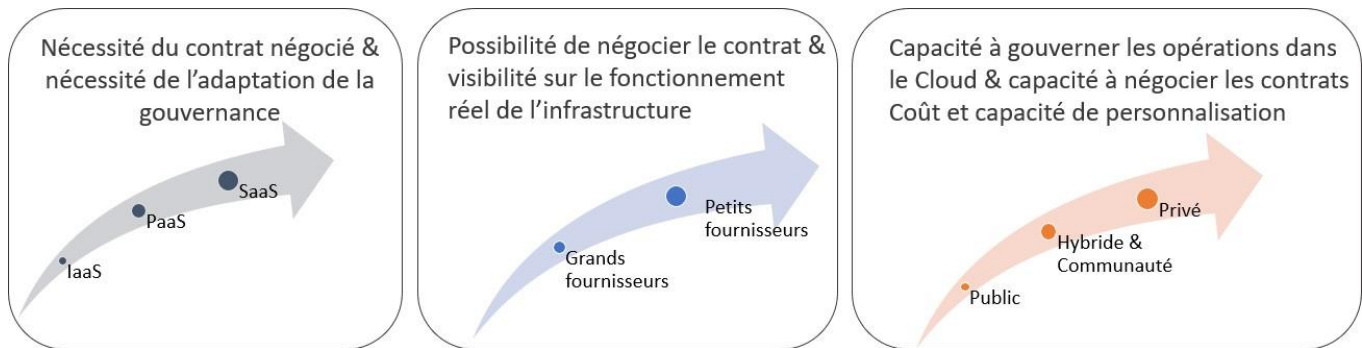 Nécessité du contrat négocié &
nécessité de l’adaptation de la
gouvernance
SaaS
PaaS
IaaS
Possibilité de négocier le contrat &
visibilité sur le fonctionnement
réel de l’infrastructure
Petits
fournisseurs
Grands
fournisseurs
Capacité à gouverner les opérations dans
le Cloud & capacité à négocier les contrats
Coût et capacité de personnalisation
Privé
Hybride &
Communauté
Public